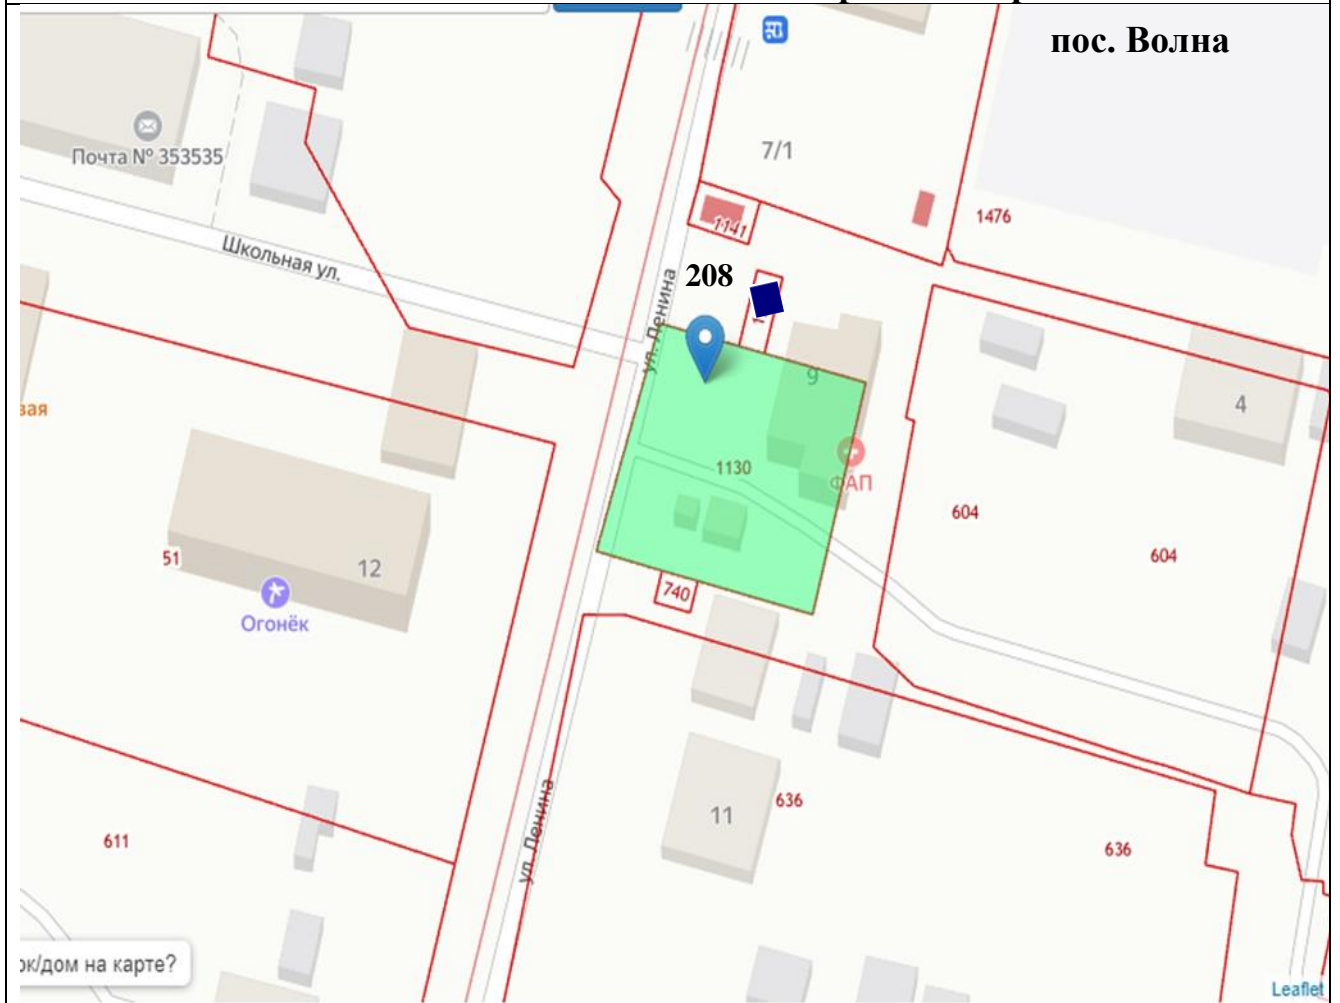 пос. Волна
7/1
Почта № 353535
1476
1141
Школьная ул.
208
ул. Ленина
9
4
вая
1130
ФАП
604
604
51
12
740
Огонёк
11
636
ул. Ленина
611
636
ок/дом на карте?
Leaflet